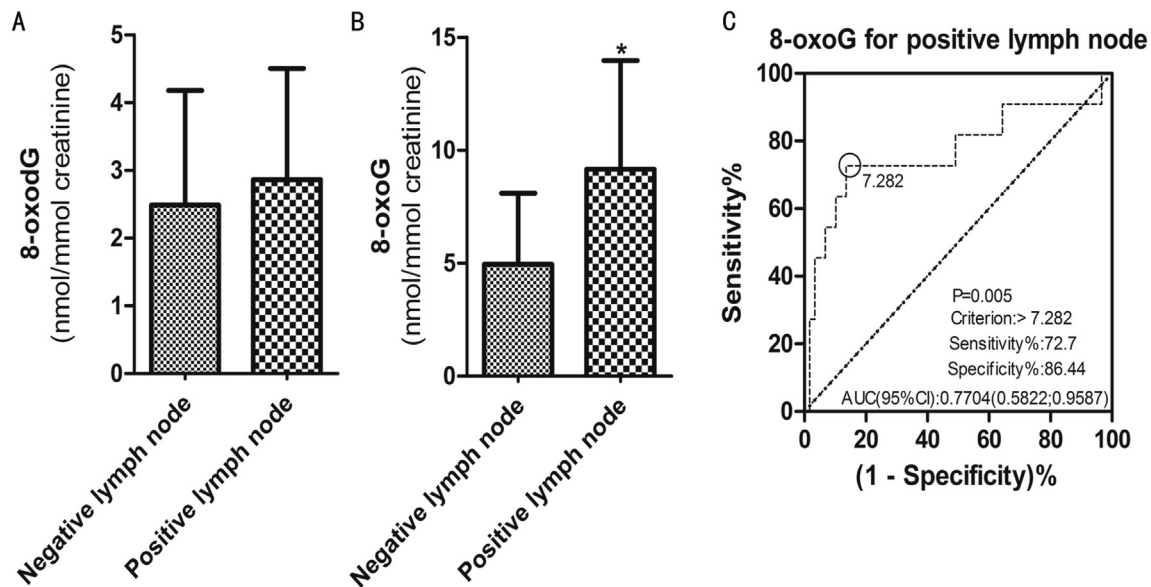 A
8-oxodG
(nmol/mmol creatinine)
5
4
3
2
1
0
Negative lymph node
Positive lymph node
B
8-oxoG
(nmol/mmol creatinine)
15
10
5
0
*
Negative lymph node
Positive lymph node
C
8-oxoG for positive lymph node
Sensitivity%
100
80
60
40
20
0
7.282
P=0.005
Criterion:> 7.282
Sensitivity%:72.7
Specificity%:86.44
AUC(95%CI):0.7704(0.5822;0.9587)
0 20 40 60 80 100
(1 - Specificity)%